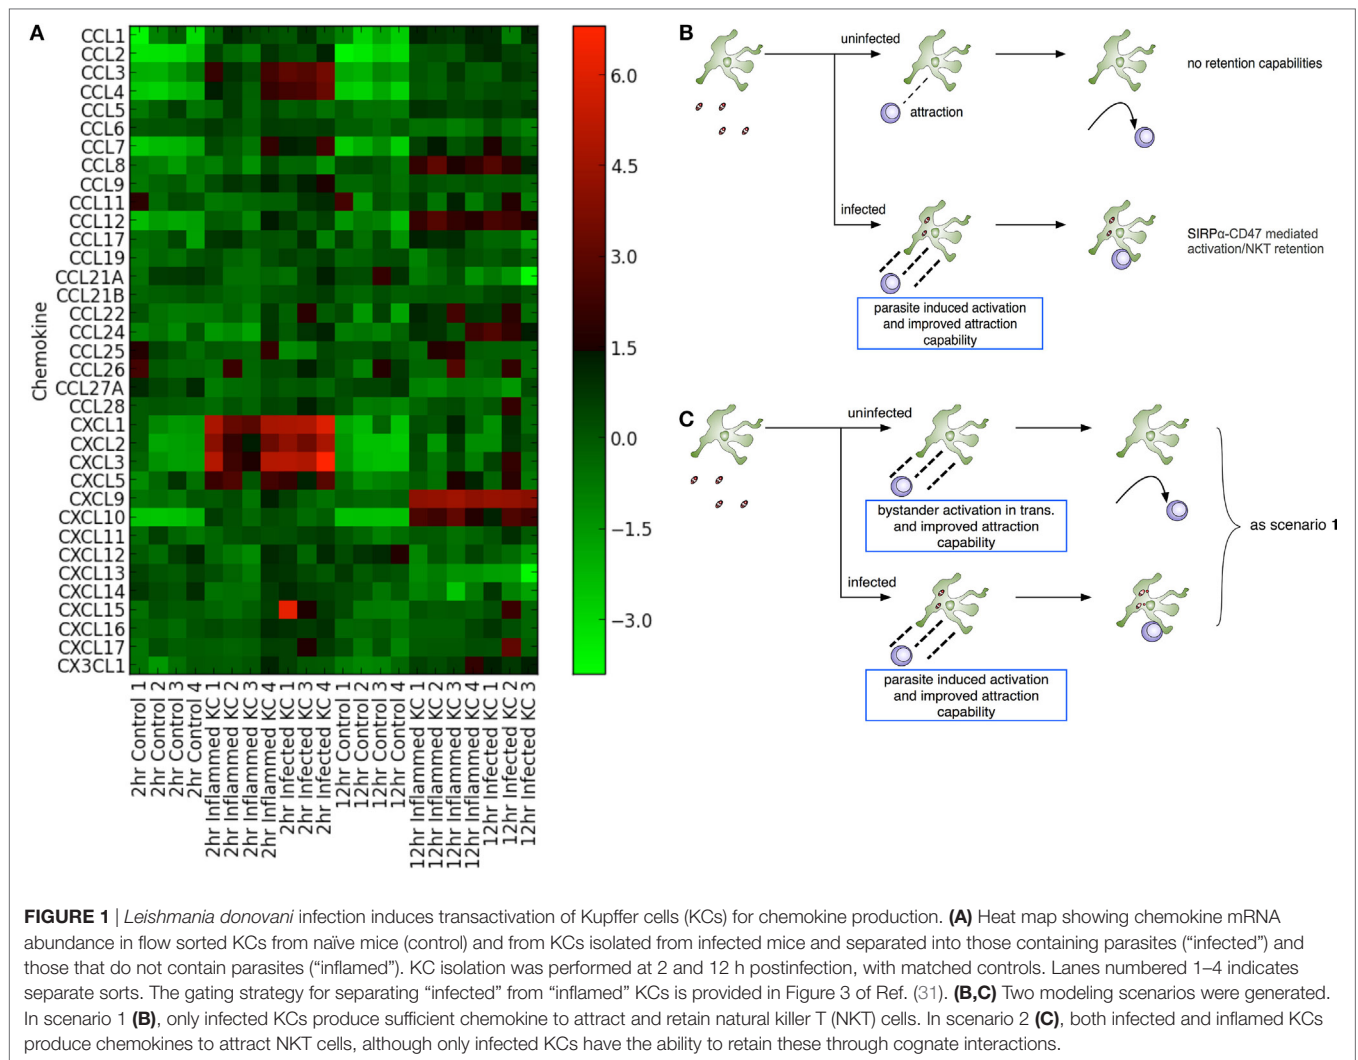 A
Chemokine
CCL1
CCL2
CCL3
CCL4
CCL5
CCL6
CCL7
CCL8
CCL9
CCL11
CCL12
CCL17
CCL19
CCL21A
CCL21B
CCL22
CCL24
CCL25
CCL26
CCL27A
CCL28
CXCL1
CXCL2
CXCL3
CXCL5
CXCL9
CXCL10
CXCL11
CXCL12
CXCL13
CXCL14
CXCL15
CXCL16
CXCL17
CX3CL1
2hr Control 1
2hr Control 2
2hr Control 3
2hr Control 4
2hr Inflammed KC 1
2hr Inflammed KC 2
2hr Inflammed KC 3
2hr Inflammed KC 4
2hr Infected KC 1
2hr Infected KC 3
2hr Infected KC 4
12hr Control 1
12hr Control 2
12hr Control 3
12hr Control 4
12hr Inflammed KC 1
12hr Inflammed KC 2
12hr Inflammed KC 3
12hr Inflammed KC 4
12hr Infected KC 1
12hr Infected KC 2
12hr Infected KC 3
6.0
4.5
3.0
1.5
0.0
−1.5
−3.0
B
uninfected
attraction
no retention capabilities
infected
parasite induced activation
and improved attraction
capability
SIRPα-CD47 mediated
activation/NKT retention
C
uninfected
bystander activation in trans.
and improved attraction
capability
infected
parasite induced activation
and improved attraction
capability
as scenario 1
FIGURE 1 | Leishmania donovani infection induces transactivation of Kupffer cells (KCs) for chemokine production. (A) Heat map showing chemokine mRNA
abundance in flow sorted KCs from naïve mice (control) and from KCs isolated from infected mice and separated into those containing parasites (“infected”) and
those that do not contain parasites (“inflamed”). KC isolation was performed at 2 and 12 h postinfection, with matched controls. Lanes numbered 1–4 indicates
separate sorts. The gating strategy for separating “infected” from “inflamed” KCs is provided in Figure 3 of Ref. (31). (B,C) Two modeling scenarios were generated.
In scenario 1 (B), only infected KCs produce sufficient chemokine to attract and retain natural killer T (NKT) cells. In scenario 2 (C), both infected and inflamed KCs
produce chemokines to attract NKT cells, although only infected KCs have the ability to retain these through cognate interactions.